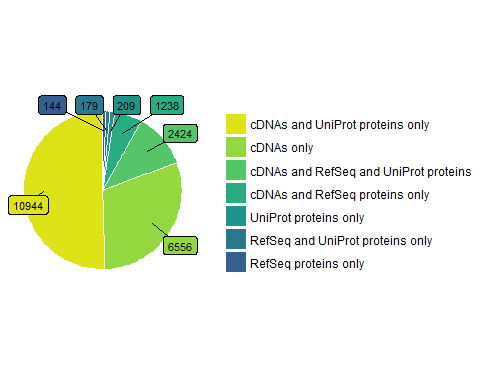 144 179 209 1238
2424
10944
6556
cDNAs and UniProt proteins only
cDNAs only
cDNAs and RefSeq and UniProt proteins
cDNAs and RefSeq proteins only
UniProt proteins only
RefSeq and UniProt proteins only
RefSeq proteins only